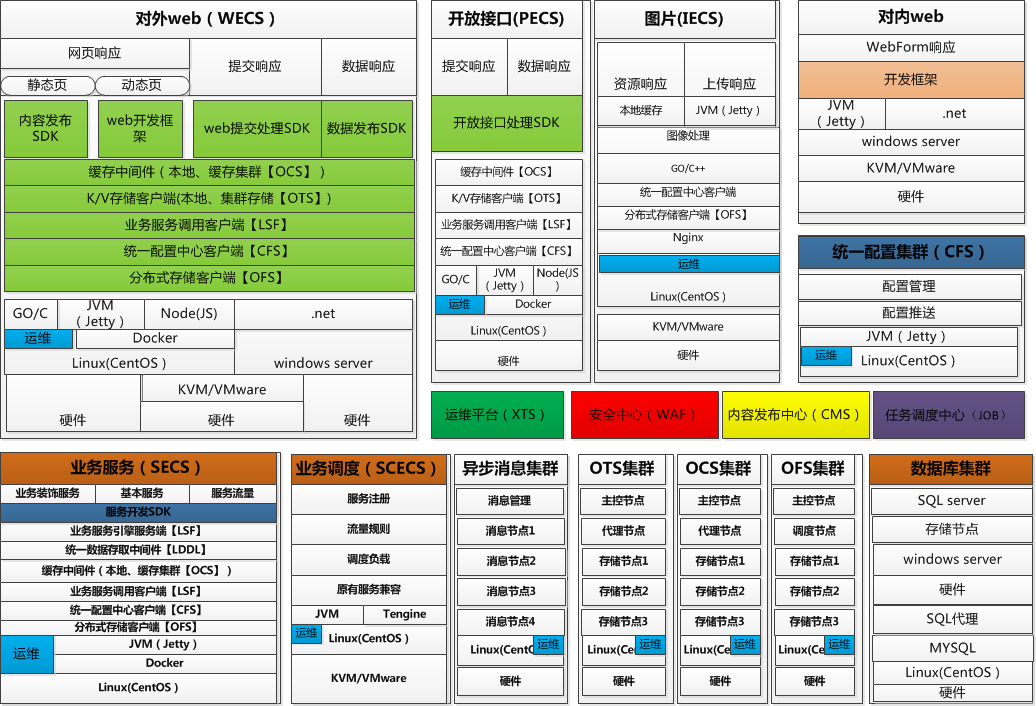 对外web（WECS）
网页响应
提交响应
数据响应
静态页
动态页
内容发布
SDK
web开发框
架
web提交处理SDK
数据发布SDK
缓存中间件（本地、缓存集群【OCS】）
K/V存储客户端(本地、集群存储【OTS】)
业务服务调用客户端【LSF】
统一配置中心客户端【CFS】
分布式存储客户端【OFS】
GO/C
JVM
（Jetty）
Node(JS)
.net
运维
Docker
Linux(CentOS）
windows server
KVM/VMware
硬件
硬件
硬件
开放接口(PECS)
提交响应
数据响应
开放接口处理SDK
缓存中间件【OCS】
K/V存储客户端【OTS】
业务服务调用客户端【LSF】
统一配置中心客户端【CFS】
GO/C
JVM
（Jetty）
Node(JS
)
运维
Docker
Linux(CentOS）
硬件
图片(IECS)
资源响应
上传响应
本地缓存
JVM（Jetty）
图像处理
GO/C++
统一配置中心客户端
分布式存储客户端【OFS】
Nginx
运维
Linux(CentOS）
KVM/VMware
硬件
对内web
WebForm响应
开发框架
JVM
（Jetty）
.net
windows server
KVM/VMware
硬件
统一配置集群（CFS）
配置管理
配置推送
JVM（Jetty）
运维
Linux(CentOS）
运维平台（XTS）
安全中心（WAF）
内容发布中心（CMS）
任务调度中心（JOB）
业务服务（SECS）
业务装饰服务
基本服务
服务流量
服务开发SDK
业务服务引擎服务端【LSF】
统一数据存取中间件【LDDL】
缓存中间件（本地、缓存集群【OCS】）
业务服务调用客户端【LSF】
统一配置中心客户端【CFS】
分布式存储客户端【OFS】
运维
JVM（Jetty）
Docker
Linux(CentOS）
业务调度（SCECS）
服务注册
流量规则
调度负载
原有服务兼容
JVM
Tengine
运维
Linux(CentOS）
KVM/VMware
异步消息集群
消息管理
消息节点1
消息节点2
消息节点3
消息节点4
Linux(CentO
运维
硬件
OTS集群
主控节点
代理节点
存储节点1
存储节点2
存储节点3
Linux(Ce
运维
硬件
OCS集群
主控节点
代理节点
存储节点1
存储节点2
存储节点3
Linux(Ce
运维
硬件
OFS集群
主控节点
调度节点
存储节点1
存储节点2
存储节点3
Linux(Ce
运维
硬件
数据库集群
SQL server
存储节点
windows server
硬件
SQL代理
MYSQL
Linux(CentOS）
硬件